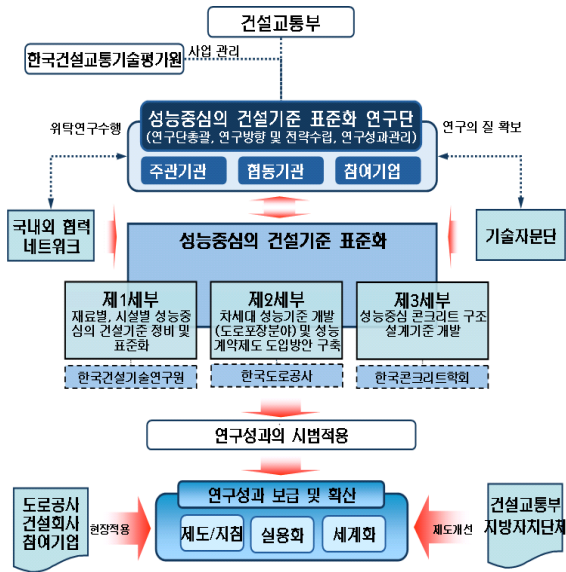 건설교통부
한국건설교통기술평가원
사업 관리
성능중심의 건설기준 표준화 연구단
(연구단총괄, 연구방향 및 전략수립, 연구성과관리)
주관기관
협동기관
참여기업
위탁연구수행
연구의 질 확보
국내외 협력
네트워크
기술자문단
성능중심의 건설기준 표준화
제1세부
재료별, 시설별 성능중
심의 건설기준 정비 및
표준화
한국건설기술연구원
제2세부
차세대 성능기준 개발
(도로포장분야) 및 성능
계약제도 도입방안 구축
한국도로공사
제3세부
성능중심 콘크리트 구조
설계기준 개발
한국콘크리트학회
연구성과의 시범적용
도로공사
건설회사
참여기업
현장적용
연구성과 보급 및 확산
제도/지침
실용화
세계화
제도개선
건설교통부
지방자치단체